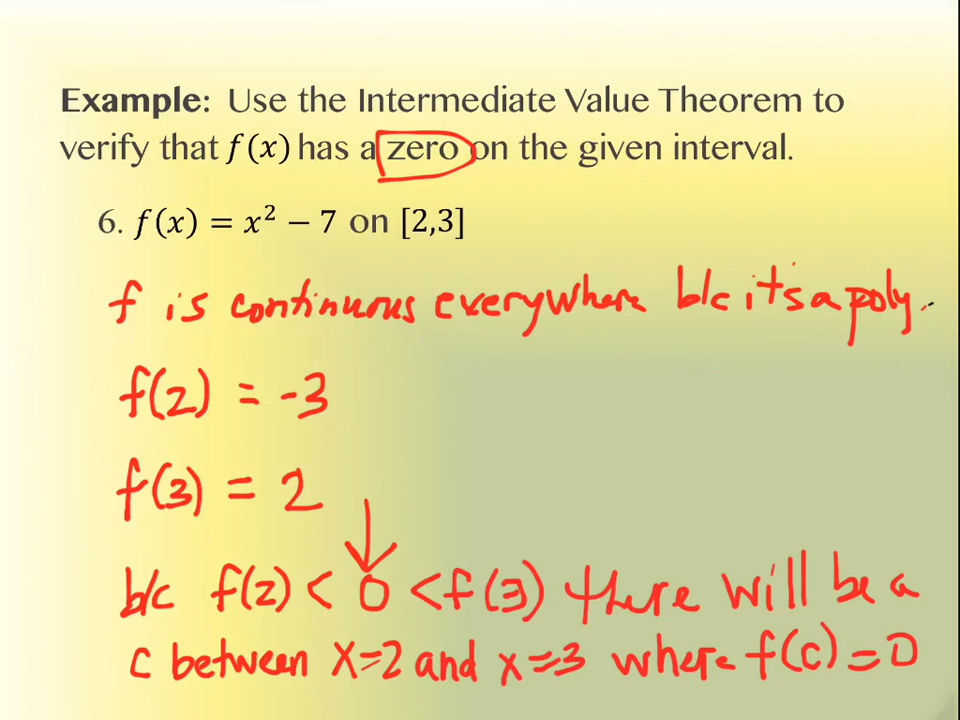 Example: Use the Intermediate Value Theorem to
verify that f(x) has a zero on the given interval.
6. f(x) = x² − 7 on [2,3]
f is continuous everywhere b/c its a poly.
f(2) = -3
f(3) = 2
b/c f(2) < 0 < f(3) there will be a
c between x=2 and x=3 where f(c) = 0